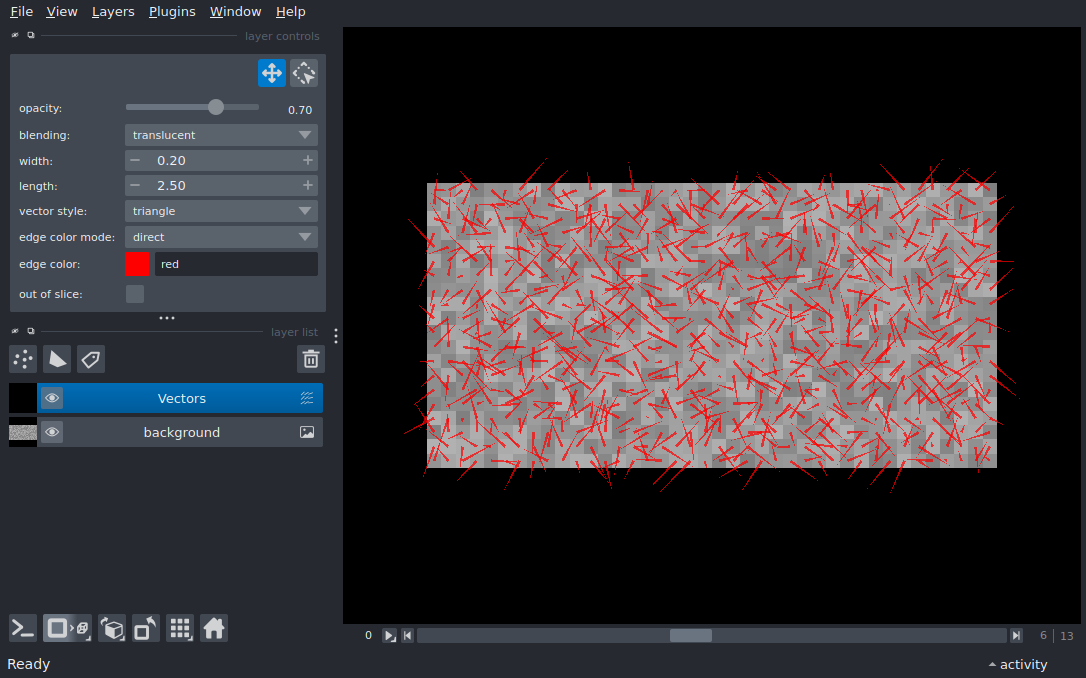 File View Layers Plugins Window Help
layer controls
opacity: 0.70
blending: translucent
width: 0.20
length: 2.50
vector style: triangle
edge color mode: direct
edge color: red
out of slice:
layer list
Vectors
background
0 6 13
Ready activity